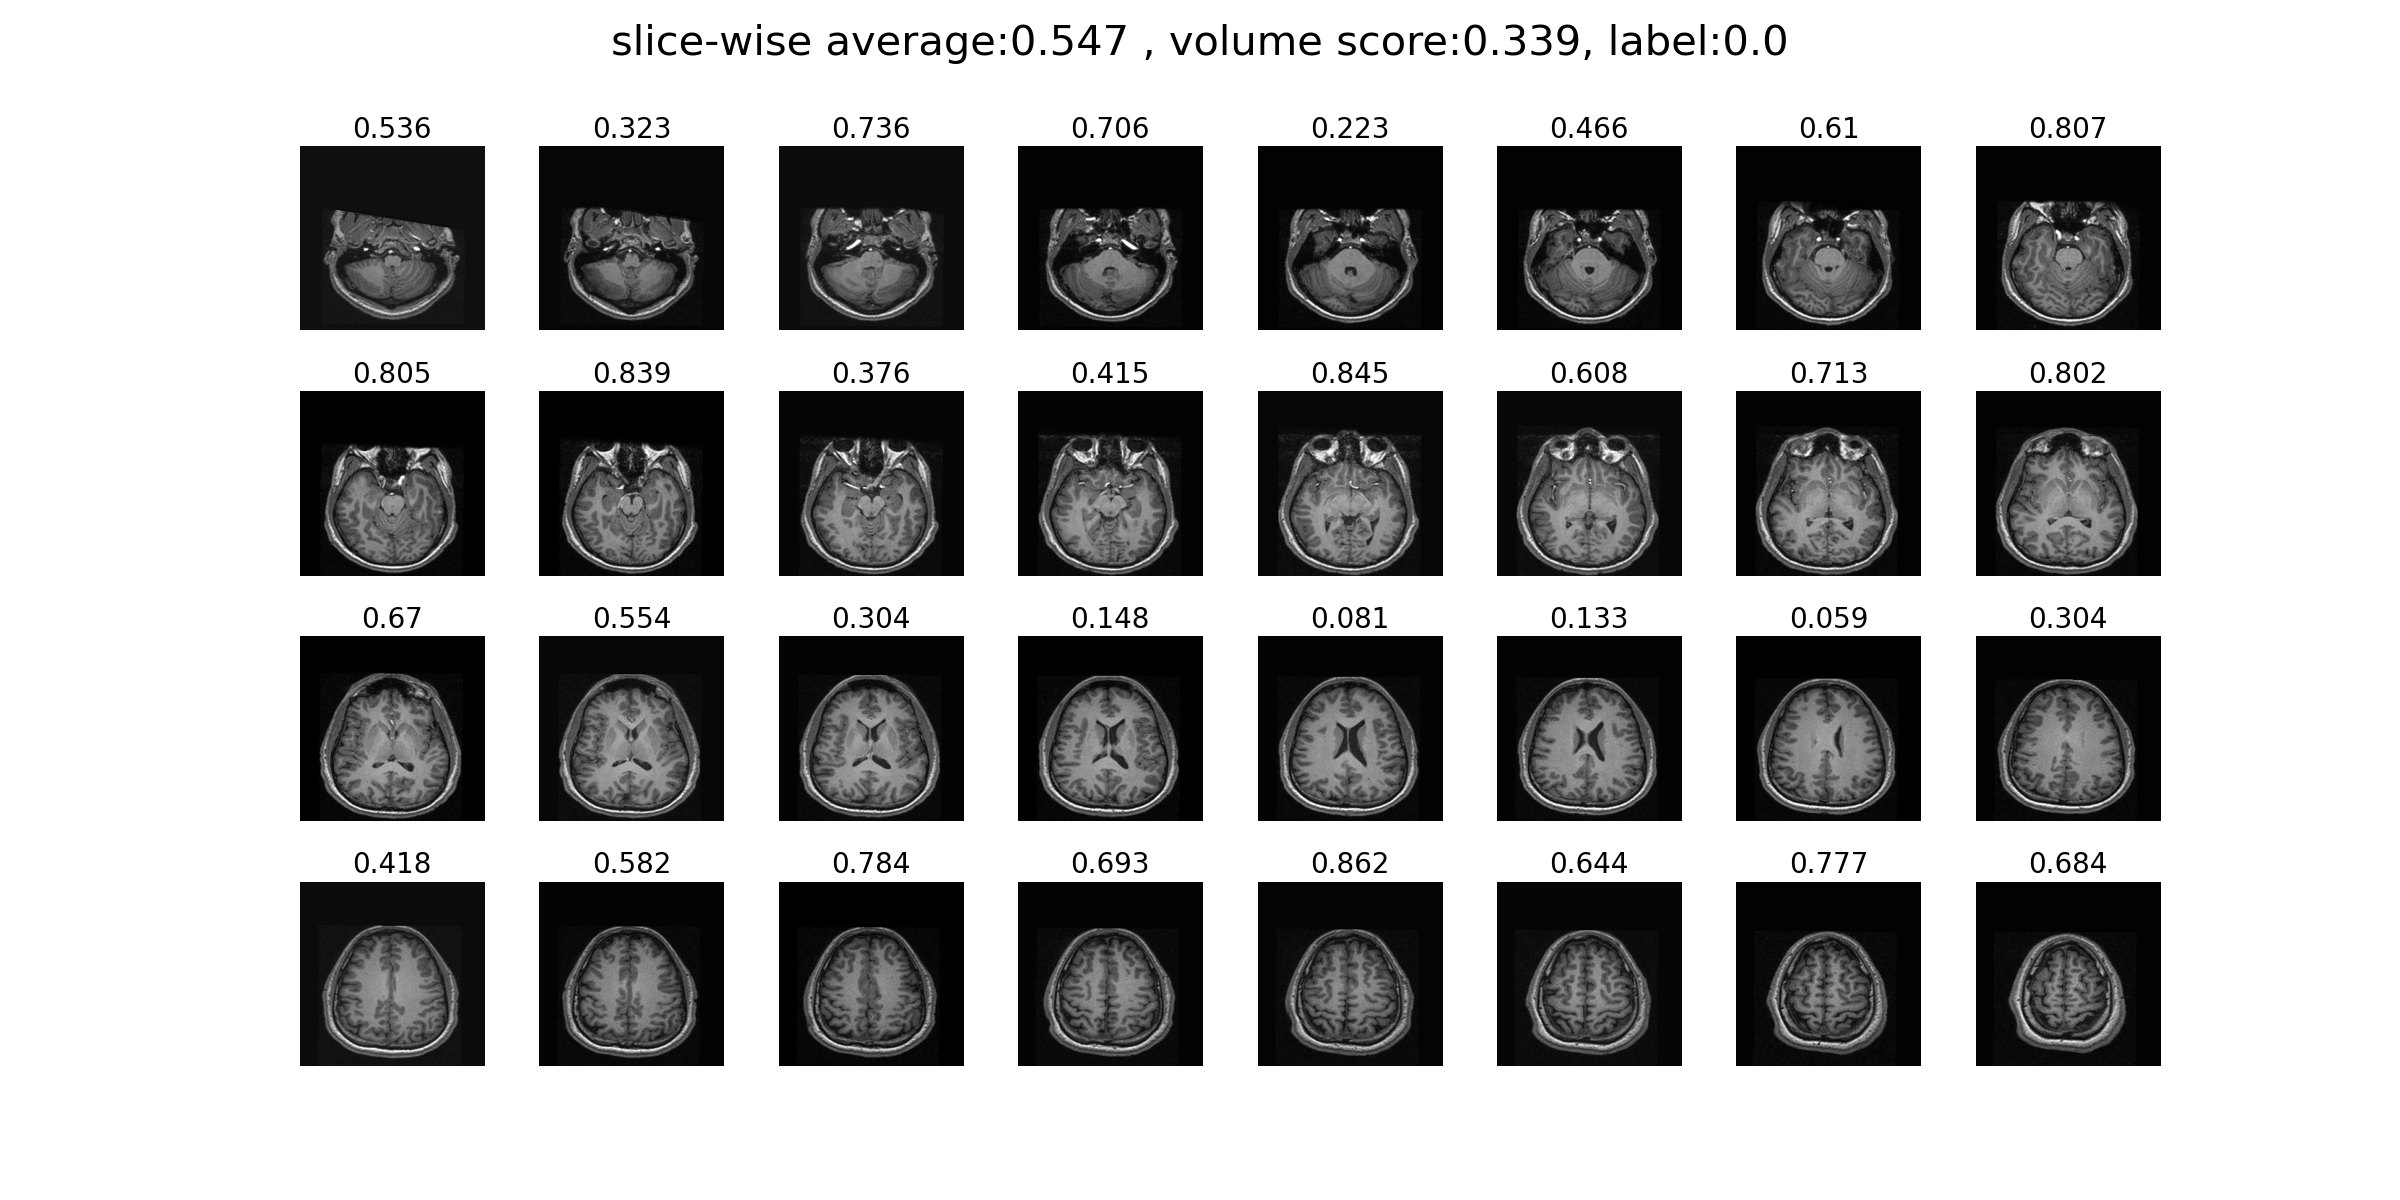 slice-wise average:0.547 , volume score:0.339, label:0.0
0.536 0.323 0.736 0.706 0.223 0.466 0.61 0.807
0.805 0.839 0.376 0.415 0.845 0.608 0.713 0.802
0.67 0.554 0.304 0.148 0.081 0.133 0.059 0.304
0.418 0.582 0.784 0.693 0.862 0.644 0.777 0.684